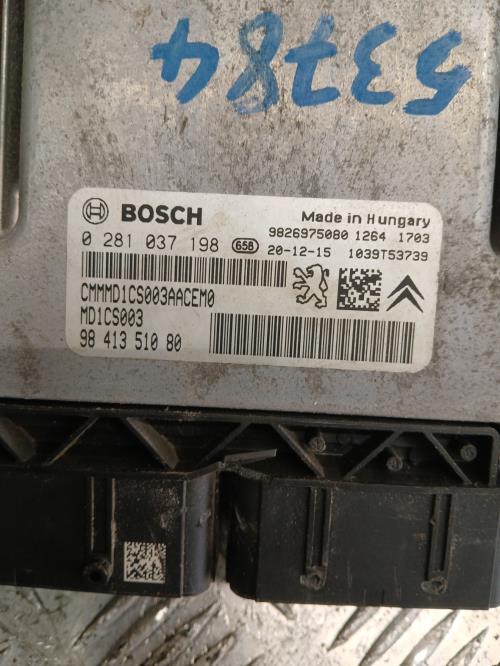 53784
BOSCH
Made in Hungary
9826975080 1264 1703
0 281 037 198 658 20-12-15 1039T53739
CMMMD1CS003AACEM0
MD1CS003
98 413 510 80